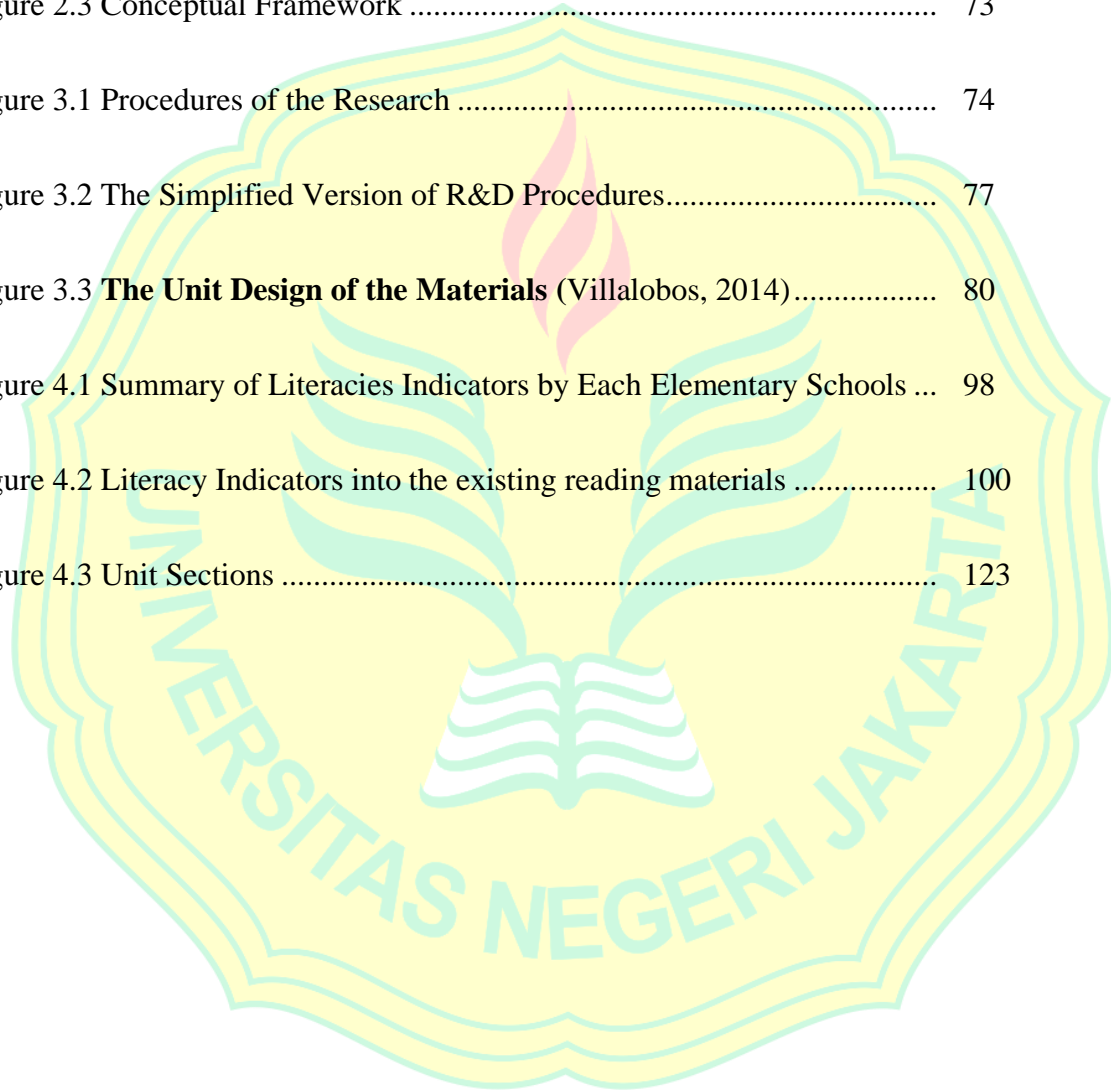 gure 2.3 Conceptual Framework .................................................................. 73
gure 3.1 Procedures of the Research ............................................................ 74
gure 3.2 The Simplified Version of R&D Procedures.................................. 77
gure 3.3 The Unit Design of the Materials (Villalobos, 2014)................. 80
gure 4.1 Summary of Literacies Indicators by Each Elementary Schools ... 98
gure 4.2 Literacy Indicators into the existing reading materials ................. 100
gure 4.3 Unit Sections .................................................................................. 123
UNIVERSITAS NEGERI JAKARTA